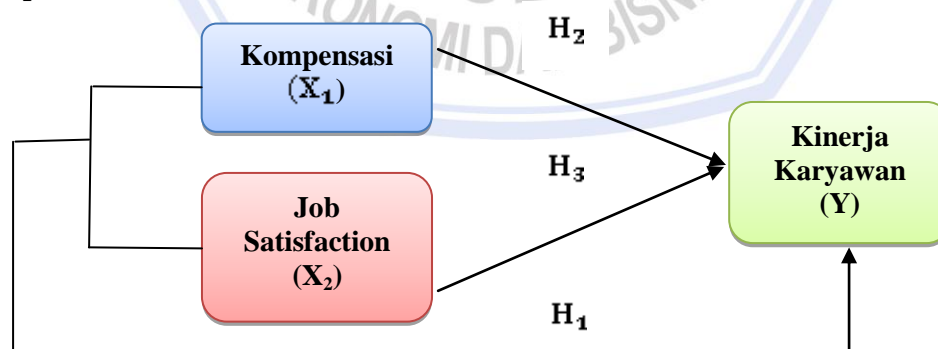 H₂
Kompensasi
(X₁)
Kinerja
Karyawan
(Y)
H₃
Job
Satisfaction
(X₂)
H₁